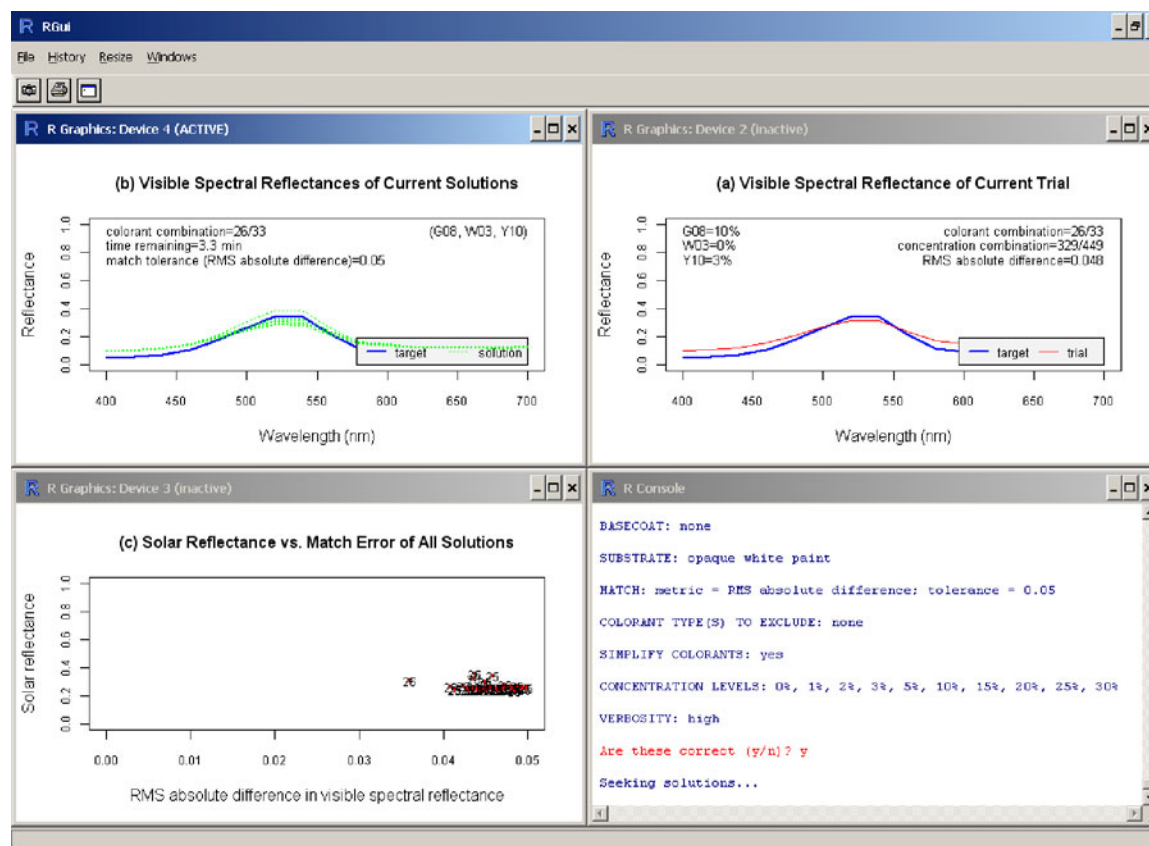 RGui
File History Resize Windows
R Graphics: Device 4 (ACTIVE)
(b) Visible Spectral Reflectances of Current Solutions
colorant combination=26/33
(G08, W03, Y10)
time remaining=3.3 min
match tolerance (RMS absolute difference)=0.05
Reflectance
0.0 0.2 0.4 0.6 0.8 1.0
target
solution
400 450 500 550 600 650 700
Wavelength (nm)
R Graphics: Device 2 (inactive)
(a) Visible Spectral Reflectance of Current Trial
G08=10%
W03=0%
Y10=3%
colorant combination=26/33
concentration combination=329/449
RMS absolute difference=0.048
Reflectance
0.0 0.2 0.4 0.6 0.8 1.0
target
trial
400 450 500 550 600 650 700
Wavelength (nm)
R Graphics: Device 3 (inactive)
(c) Solar Reflectance vs. Match Error of All Solutions
Solar reflectance
0.0 0.2 0.4 0.6 0.8 1.0
26
0.00 0.01 0.02 0.03 0.04 0.05
RMS absolute difference in visible spectral reflectance
R Console
BASECOAT: none
SUBSTRATE: opaque white paint
MATCH: metric = RMS absolute difference; tolerance = 0.05
COLORANT TYPE(S) TO EXCLUDE: none
SIMPLIFY COLORANTS: yes
CONCENTRATION LEVELS: 0%, 1%, 2%, 3%, 5%, 10%, 15%, 20%, 25%, 30%
VERBOSITY: high
Are these correct (y/n)? y
Seeking solutions...